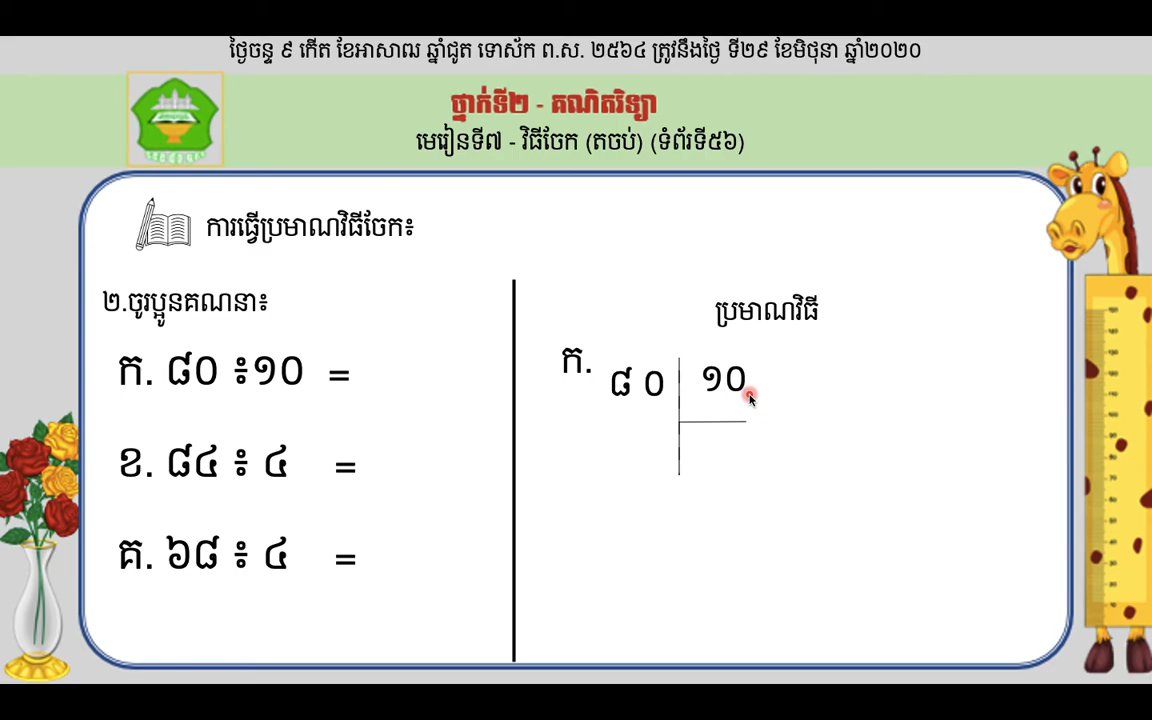 ថ្ងៃចន្ទ ៩ កើត ខែអាសាឍ ឆ្នាំជូត ទោស័ក ព.ស. ២៥៦៤ ត្រូវនឹងថ្ងៃ ទី២៩ ខែមិថុនា ឆ្នាំ២០២០
ថ្នាក់ទី២ - គណិតវិទ្យា
មេរៀនទី៧ - វិធីចែក (តចប់) (ទំព័រទី៥៦)
ការធ្វើប្រមាណវិធីចែក៖
២.ចូរប្អូនគណនា៖
ក. ៨០ ៖១០ =
ខ. ៨៤ ៖ ៤ =
គ. ៦៨ ៖ ៤ =
ប្រមាណវិធី
ក. ៨ ០ ១០